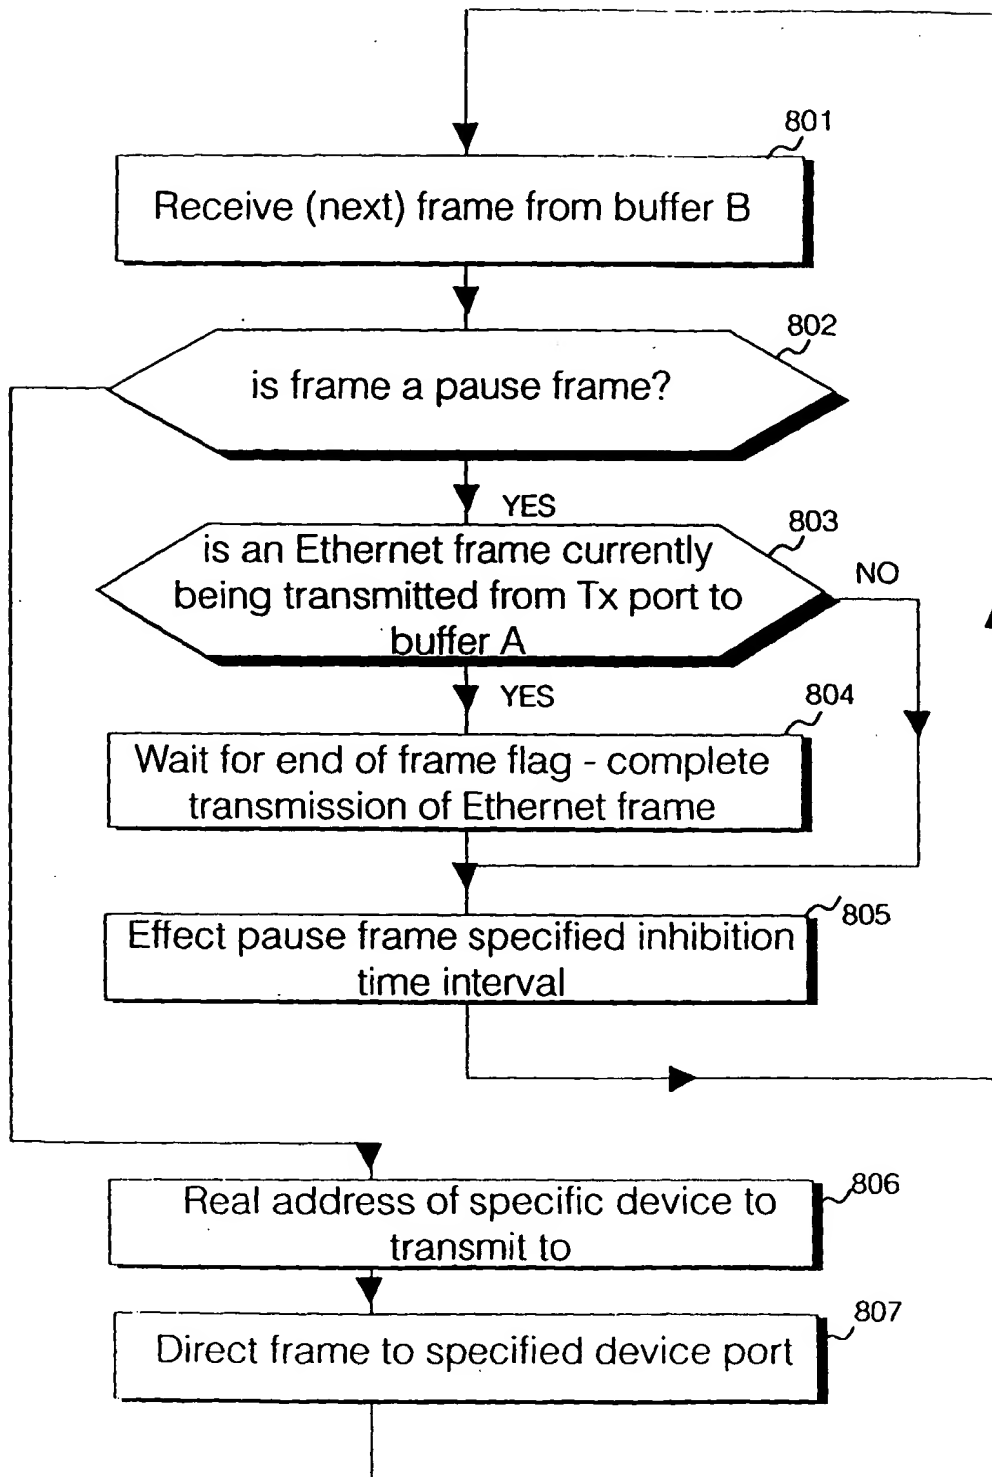 801
Receive (next) frame from buffer B
802
is frame a pause frame?
YES
803
is an Ethernet frame currently
being transmitted from Tx port to
buffer A
NO
YES
804
Wait for end of frame flag - complete
transmission of Ethernet frame
805
Effect pause frame specified inhibition
time interval
806
Real address of specific device to
transmit to
807
Direct frame to specified device port